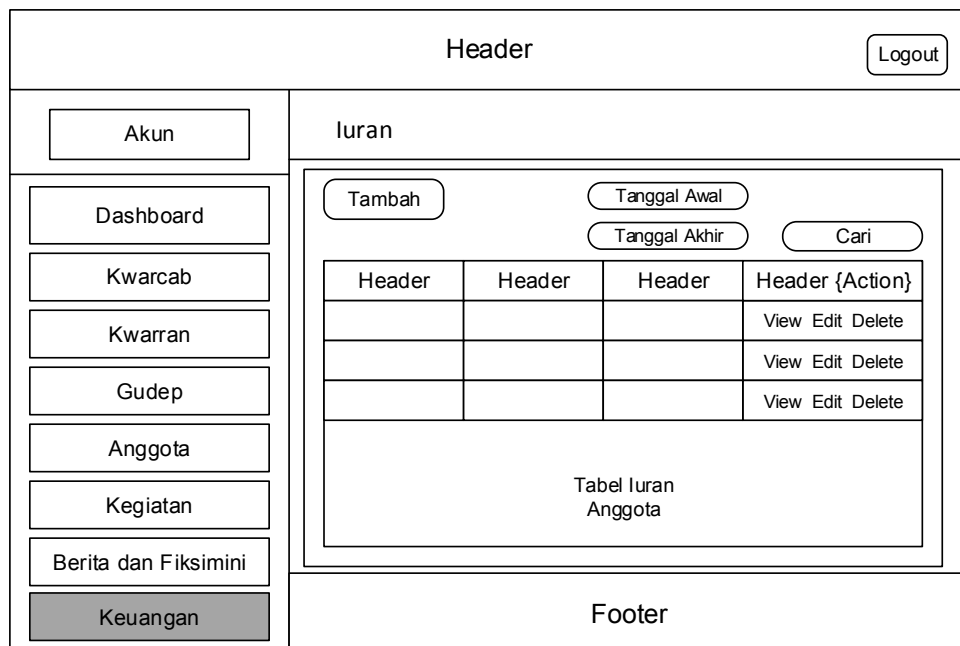 Header
Logout
Akun
Iuran
Dashboard
Kwarcab
Kwarran
Gudep
Anggota
Kegiatan
Berita dan Fiksimini
Keuangan
Tambah
Tanggal Awal
Tanggal Akhir
Cari
Header Header Header Header {Action}
View Edit Delete
View Edit Delete
View Edit Delete
Tabel Iuran
Anggota
Footer